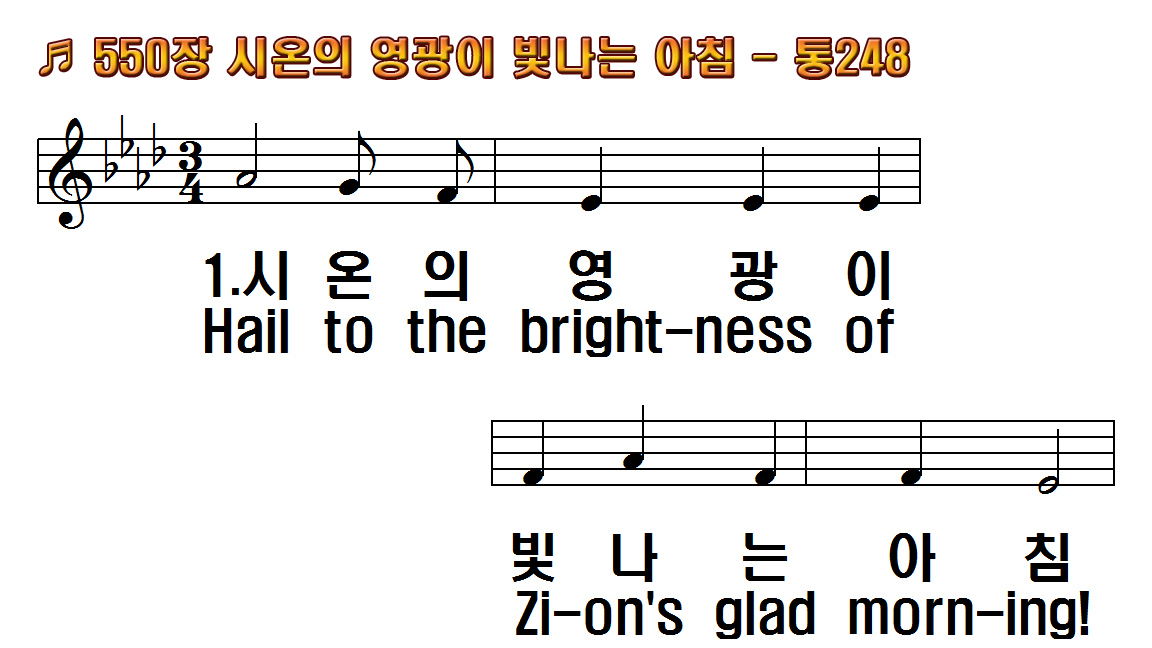 ♬ 550장 시온의 영광이 빛나는 아침 - 통248
3
4
1.시 온 의 영 광 이
Hail to the bright-ness of
빛 나 는 아 침
Zi-on's glad morn-ing!